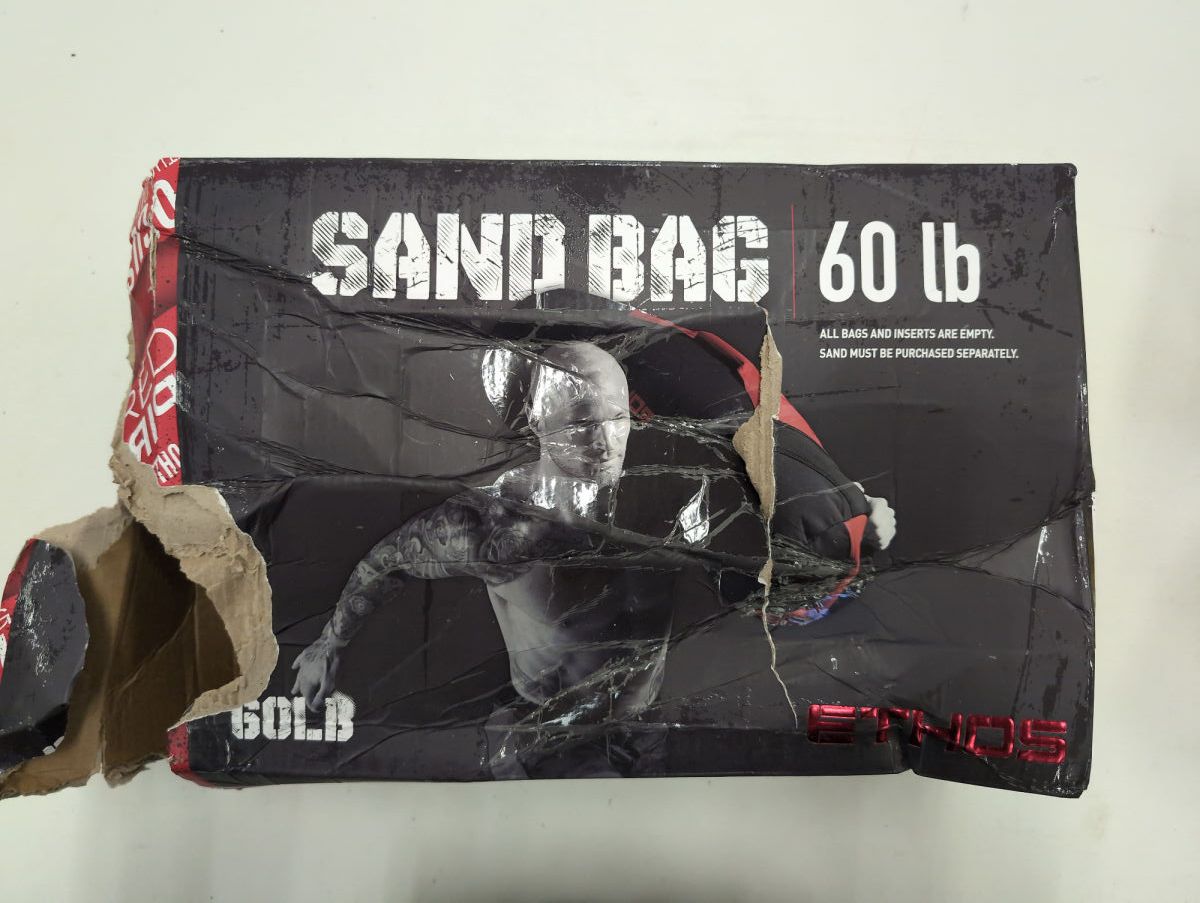 SAND BAG
60 lb
ALL BAGS AND INSERTS ARE EMPTY.
SAND MUST BE PURCHASED SEPARATELY.
60LB
ETHOS